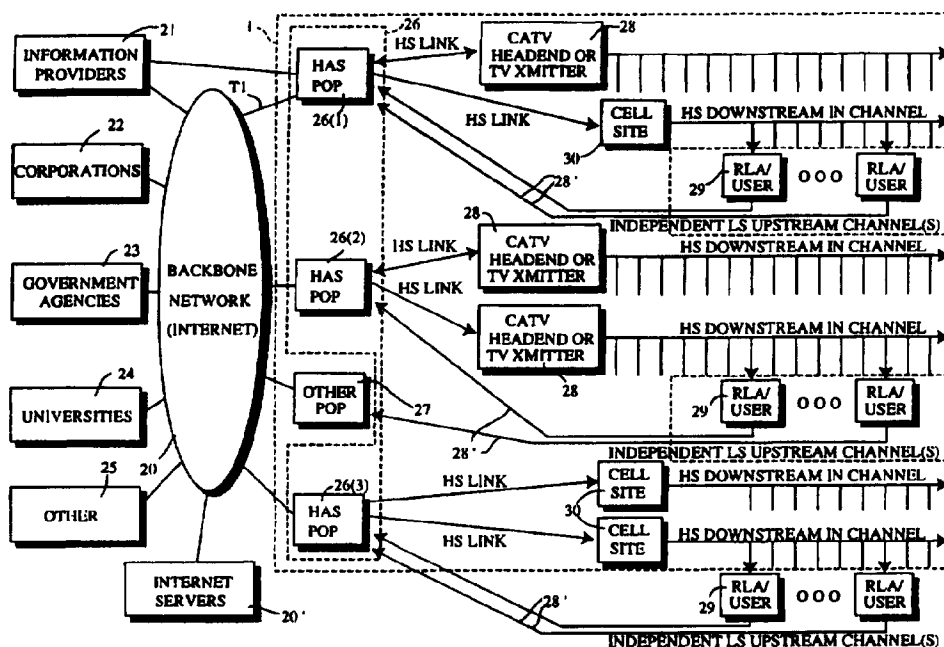 21
INFORMATION
PROVIDERS
22
CORPORATIONS
23
GOVERNMENT
AGENCIES
24
UNIVERSITIES
25
OTHER
20
BACKBONE
NETWORK
(INTERNET)
INTERNET
SERVERS
20'
T1
1
26
HAS
POP
26(1)
HS LINK
28
CATV
HEADEND OR
TV XMITTER
HS LINK
CELL
SITE
30
HS DOWNSTREAM IN CHANNEL
29
RLA/
USER
O O O
RLA/
USER
28'
INDEPENDENT LS UPSTREAM CHANNEL(S)
26(2)
HAS
POP
HS LINK
28
CATV
HEADEND OR
TV XMITTER
HS DOWNSTREAM IN CHANNEL
HS LINK
CATV
HEADEND OR
TV XMITTER
28
HS DOWNSTREAM IN CHANNEL
29
RLA/
USER
O O O
RLA/
USER
OTHER
POP
27
28'
INDEPENDENT LS UPSTREAM CHANNEL(S)
26(3)
HAS
POP
HS LINK
CELL
SITE
HS DOWNSTREAM IN CHANNEL
30
HS LINK
CELL
SITE
HS DOWNSTREAM IN CHANNEL
29
RLA/
USER
O O O
RLA/
USER
28'
INDEPENDENT LS UPSTREAM CHANNEL(S)